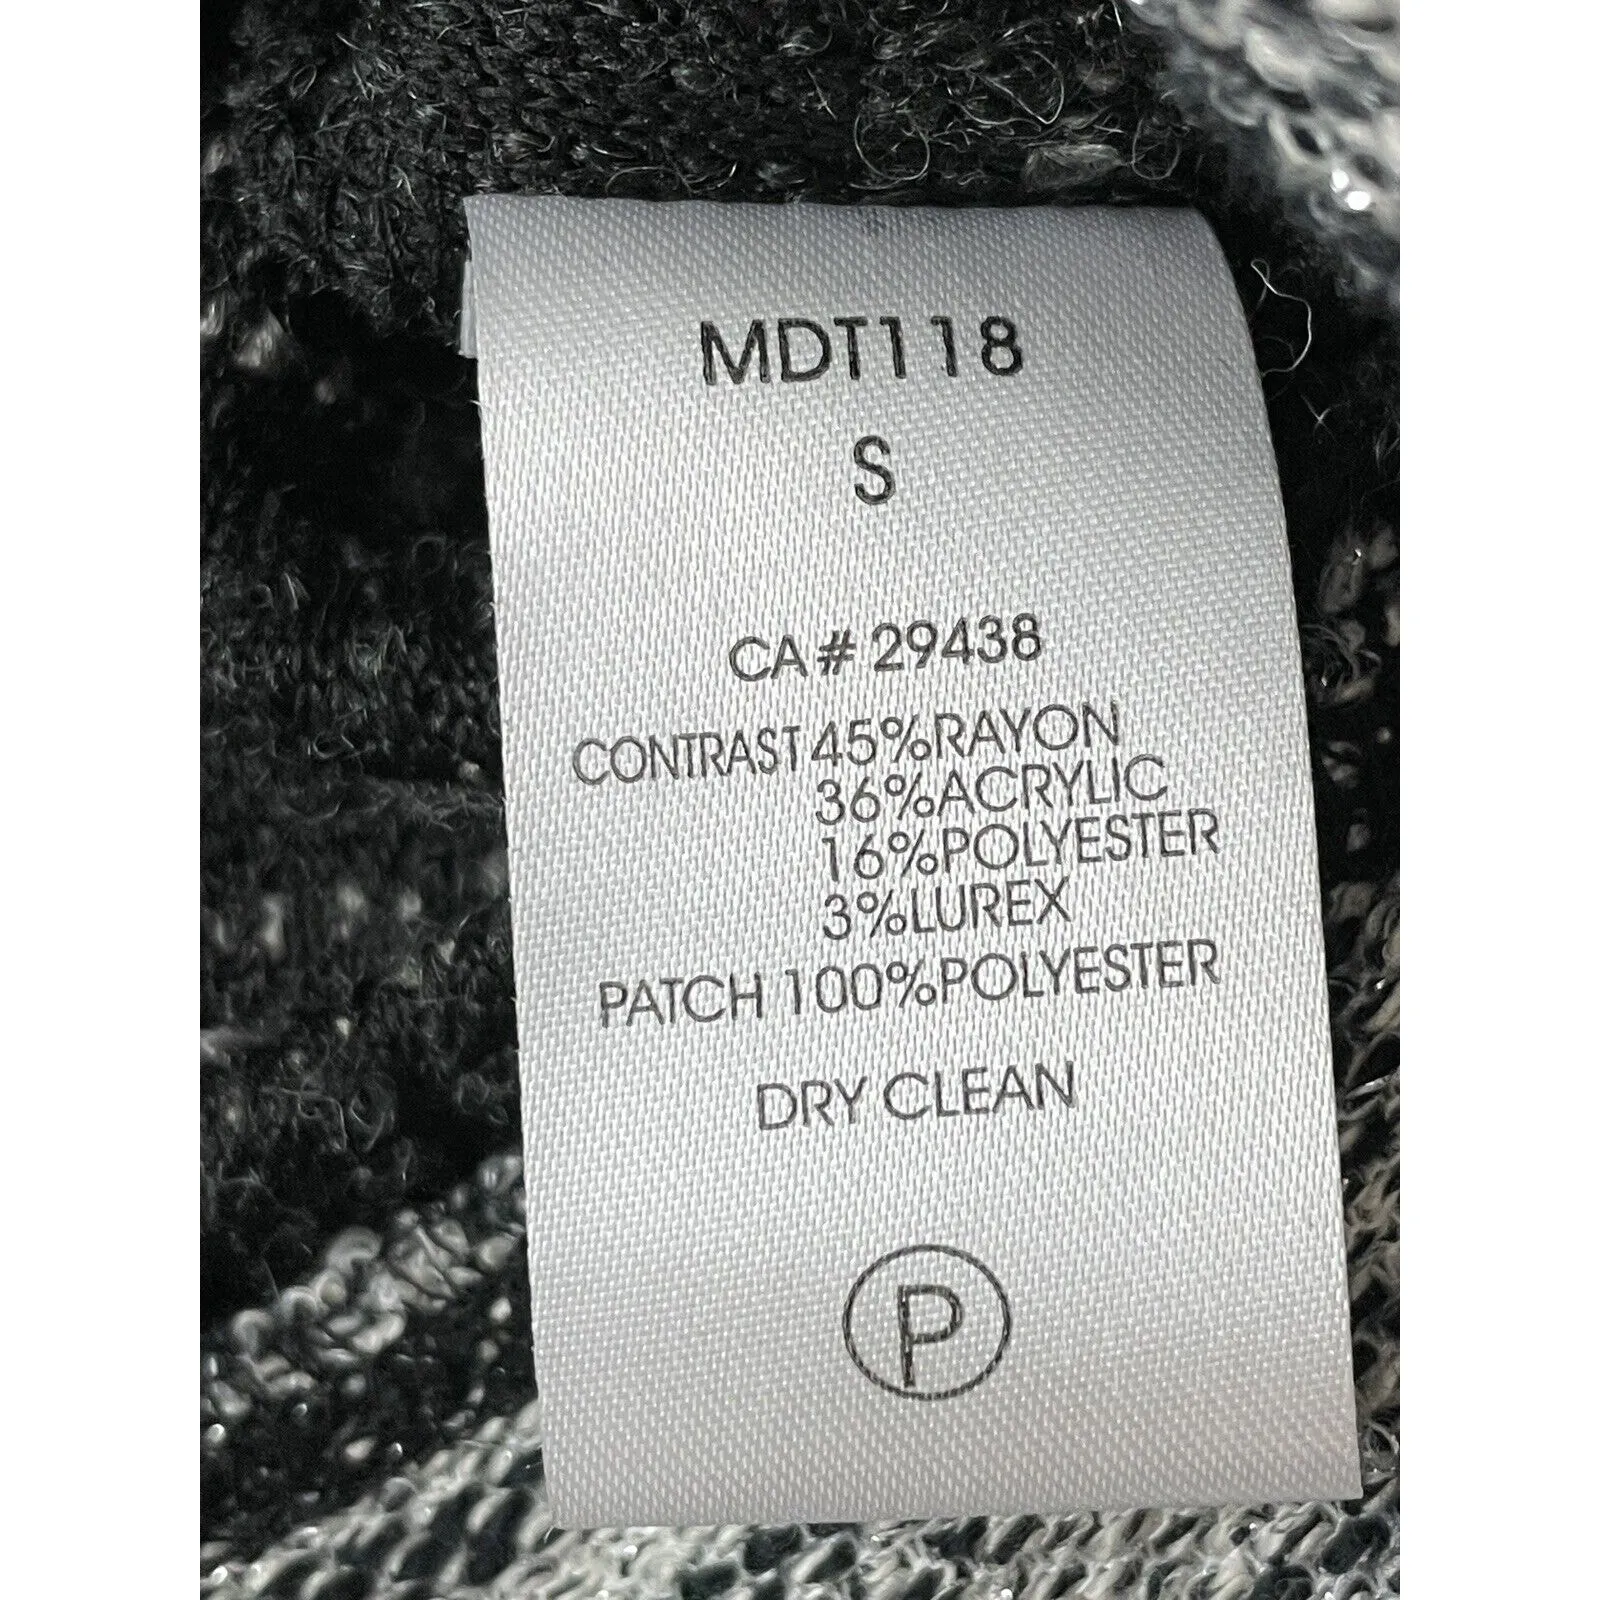 MDT118
S
CA# 29438
CONTRAST 45%RAYON
36%ACRYLIC
16%POLYESTER
3%LUREX
PATCH 100%POLYESTER
DRY CLEAN
P